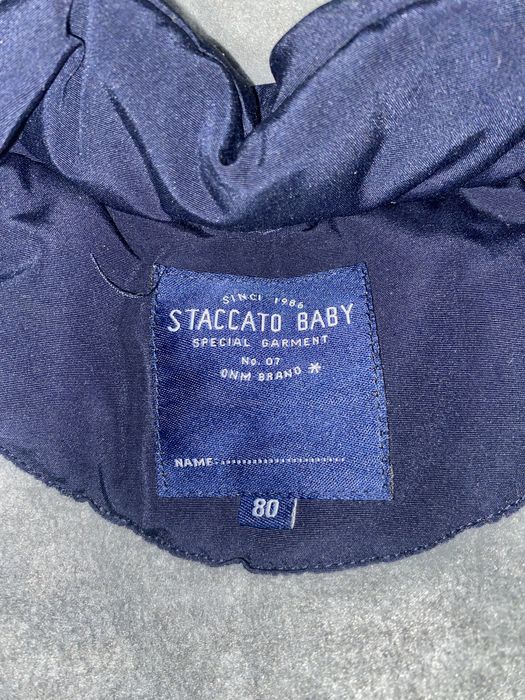 SINCE 1986
STACCATO BABY
SPECIAL GARMENT
No. 07
DNM BRAND *
NAME:
80